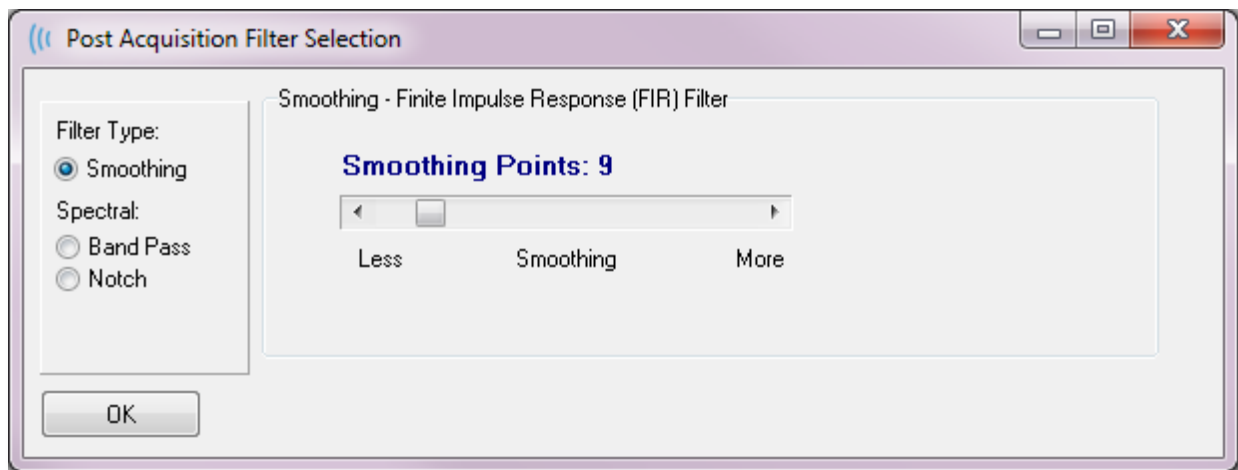 Post Acquisition Filter Selection
Filter Type:
Smoothing
Spectral:
Band Pass
Notch
Smoothing - Finite Impulse Response (FIR) Filter
Smoothing Points: 9
Less Smoothing More
OK